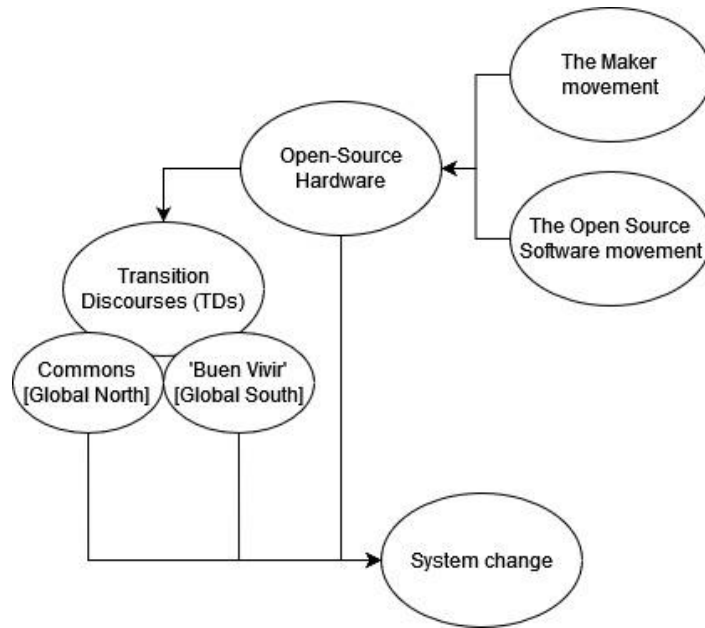 The Maker
movement
Open-Source
Hardware
The Open Source
Software movement
Transition
Discourses (TDs)
Commons
[Global North]
'Buen Vivir'
[Global South]
System change